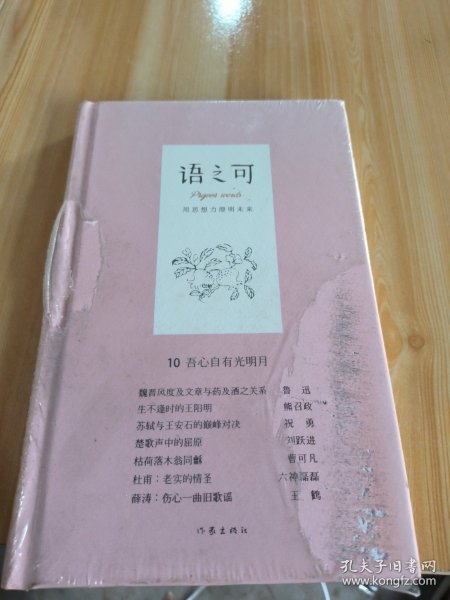 语之可
Proper words
用思想力澄明未来
10 吾心自有光明月
魏晋风度及文章与药及酒之关系 鲁迅
生不逢时的王阳明 熊召政
苏轼与王安石的巅峰对决 祝勇
楚歌声中的屈原 刘跃进
枯荷落木翁同龢 曹可凡
杜甫：老实的情圣 六神磊磊
薛涛：伤心一曲旧歌谣 王鹤
作家出版社
孔夫子旧书网
www.kongfz.com